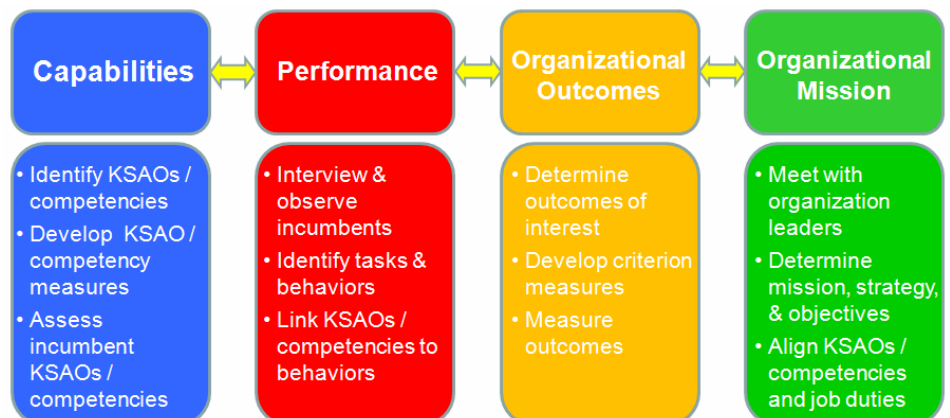 Capabilities
Performance
Organizational
Outcomes
Organizational
Mission
• Identify KSAOs /
competencies
• Develop KSAO /
competency
measures
• Assess
incumbent
KSAOs /
competencies
• Interview &
observe
incumbents
• Identify tasks &
behaviors
• Link KSAOs /
competencies to
behaviors
• Determine
outcomes of
interest
• Develop criterion
measures
• Measure
outcomes
• Meet with
organization
leaders
• Determine
mission, strategy,
& objectives
• Align KSAOs /
competencies
and job duties